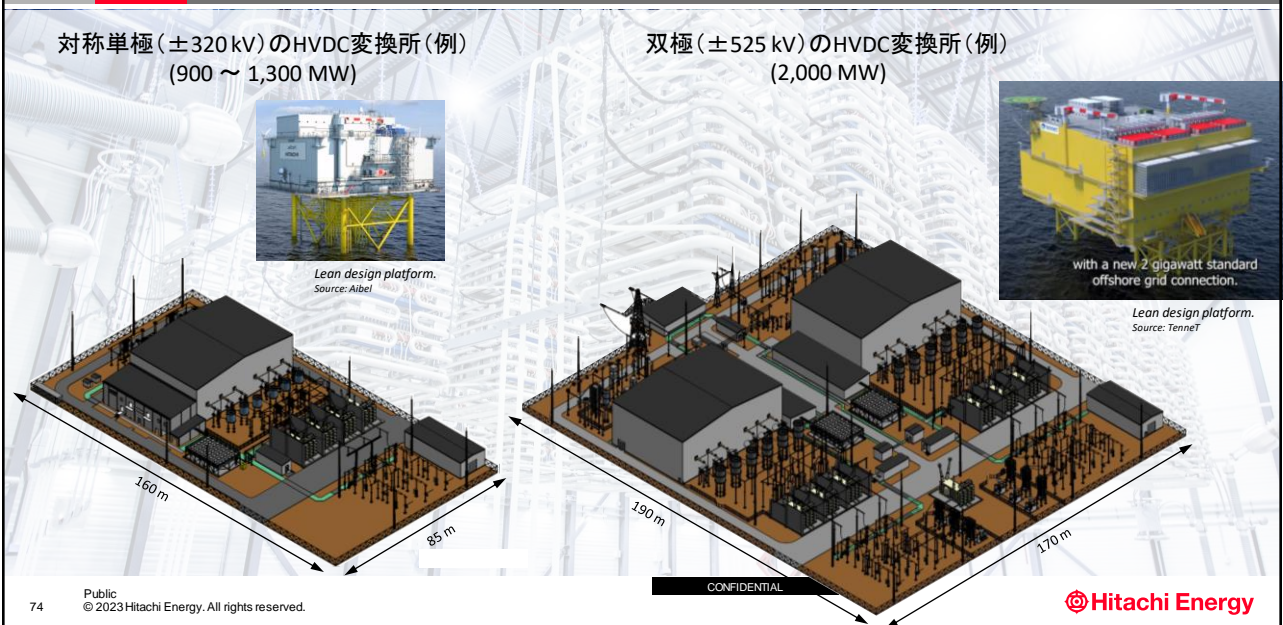 対称単極(±320 kV)のHVDC変換所(例)
(900 ~ 1,300 MW)
双極(±525 kV)のHVDC変換所(例)
(2,000 MW)
HITACHI
Lean design platform.
Source: Aibel
with a new 2 gigawatt standard
offshore grid connection.
Lean design platform.
Source: TenneT
160 m
85 m
190 m
170 m
74
Public
© 2023 Hitachi Energy. All rights reserved.
CONFIDENTIAL
Hitachi Energy